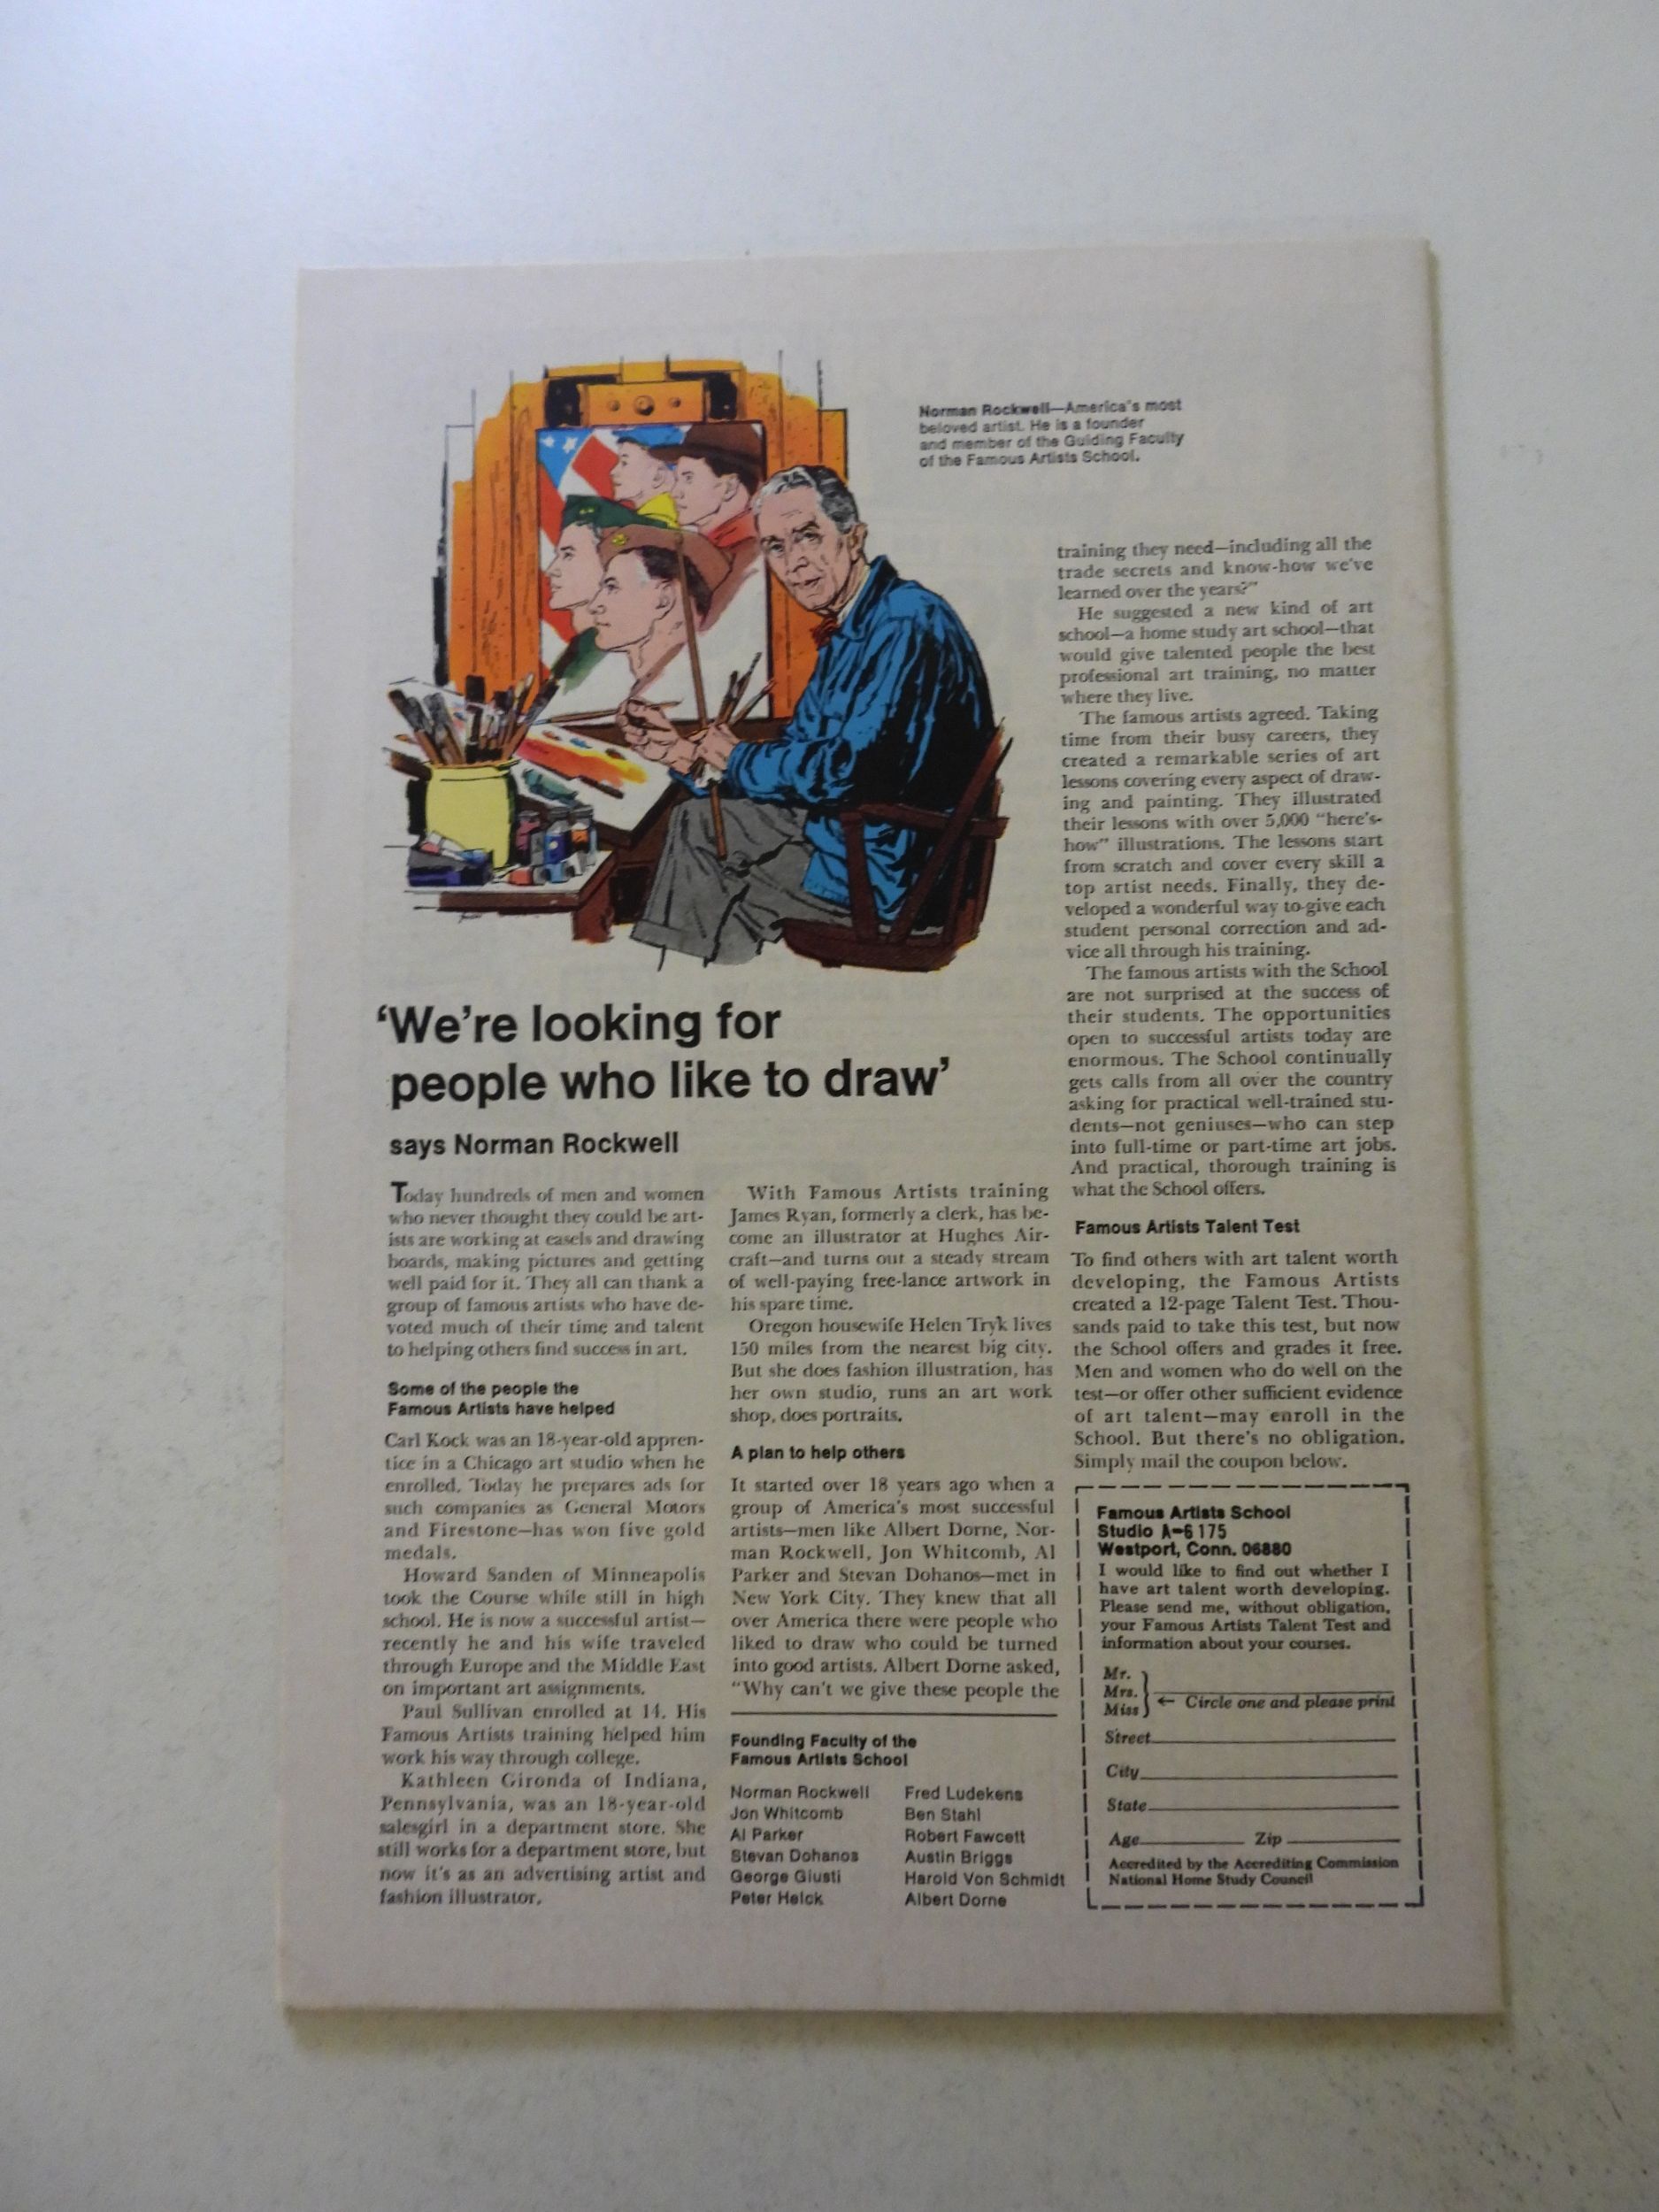 Norman Rockwell—America's most
beloved artist. He is a founder
and member of the Guiding Faculty
of the Famous Artists School.
'We're looking for
people who like to draw'
says Norman Rockwell
Today hundreds of men and women
who never thought they could be art-
ists are working at easels and drawing
boards, making pictures and getting
well paid for it. They all can thank a
group of famous artists who have de-
voted much of their time and talent
to helping others find success in art.
Some of the people the
Famous Artists have helped
Carl Kock was an 18-year-old appren-
tice in a Chicago art studio when he
enrolled. Today he prepares ads for
such companies as General Motors
and Firestone—has won five gold
medals.
Howard Sanden of Minneapolis
took the Course while still in high
school. He is now a successful artist—
recently he and his wife traveled
through Europe and the Middle East
on important art assignments.
Paul Sullivan enrolled at 14. His
Famous Artists training helped him
work his way through college.
Kathleen Gironda of Indiana,
Pennsylvania, was an 18-year-old
salesgirl in a department store. She
still works for a department store, but
now it's as an advertising artist and
fashion illustrator.
With Famous Artists training
James Ryan, formerly a clerk, has be-
come an illustrator at Hughes Air-
craft—and turns out a steady stream
of well-paying free-lance artwork in
his spare time.
Oregon housewife Helen Tryk lives
150 miles from the nearest big city.
But she does fashion illustration, has
her own studio, runs an art work
shop, does portraits.
A plan to help others
It started over 18 years ago when a
group of America's most successful
artists—men like Albert Dorne, Nor-
man Rockwell, Jon Whitcomb, Al
Parker and Stevan Dohanos—met in
New York City. They knew that all
over America there were people who
liked to draw who could be turned
into good artists. Albert Dorne asked,
"Why can't we give these people the
Founding Faculty of the
Famous Artists School
Norman Rockwell
Jon Whitcomb
Al Parker
Stevan Dohanos
George Giusti
Peter Helck
Fred Ludekens
Ben Stahl
Robert Fawcett
Austin Briggs
Harold Von Schmidt
Albert Dorne
training they need—including all the
trade secrets and know-how we've
learned over the years?"
He suggested a new kind of art
school—a home study art school—that
would give talented people the best
professional art training, no matter
where they live.
The famous artists agreed. Taking
time from their busy careers, they
created a remarkable series of art
lessons covering every aspect of draw-
ing and painting. They illustrated
their lessons with over 5,000 "here's-
how" illustrations. The lessons start
from scratch and cover every skill a
top artist needs. Finally, they de-
veloped a wonderful way to give each
student personal correction and ad-
vice all through his training.
The famous artists with the School
are not surprised at the success of
their students. The opportunities
open to successful artists today are
enormous. The School continually
gets calls from all over the country
asking for practical well-trained stu-
dents—not geniuses—who can step
into full-time or part-time art jobs.
And practical, thorough training is
what the School offers.
Famous Artists Talent Test
To find others with art talent worth
developing, the Famous Artists
created a 12-page Talent Test. Thou-
sands paid to take this test, but now
the School offers and grades it free.
Men and women who do well on the
test—or offer other sufficient evidence
of art talent—may enroll in the
School. But there's no obligation.
Simply mail the coupon below.
Famous Artists School
Studio A-6175
Westport, Conn. 06880
I would like to find out whether I
have art talent worth developing.
Please send me, without obligation,
your Famous Artists Talent Test and
information about your courses.
Mr.
Mrs.
Miss
← Circle one and please print
Street
City
State
Age Zip
Accredited by the Accrediting Commission
National Home Study Council